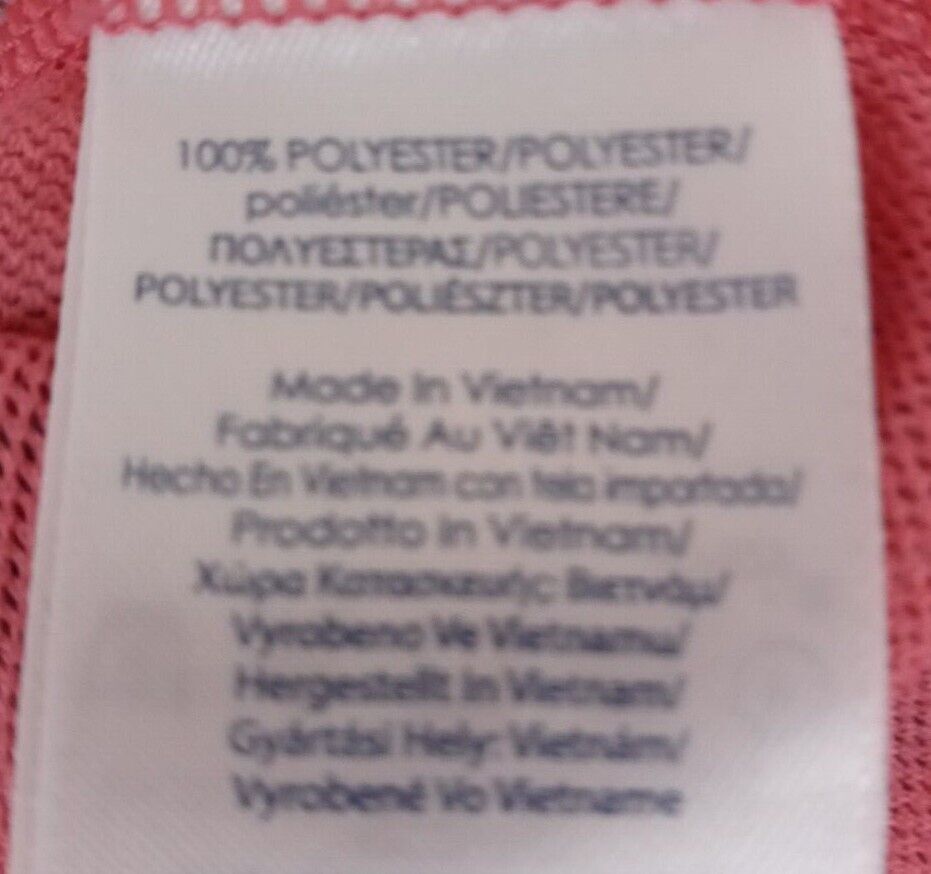 100% POLYESTER/POLYESTER/
poliéster/POLIESTERE/
ΠΟΛΥΕΣΤΕΡΑΣ/POLYESTER/
POLYESTER/POLIÉSZTER/POLYESTER
Made In Vietnam/
Fabriqué Au Viêt Nam/
Hecho En Vietnam con tela importada/
Prodotto In Vietnam/
Χώρα Κατασκευής: Βιετνάμ/
Vyrobeno Ve Vietnamu/
Hergestellt In Vietnam/
Gyártási Hely: Vietnám/
Vyrobené Vo Vietname